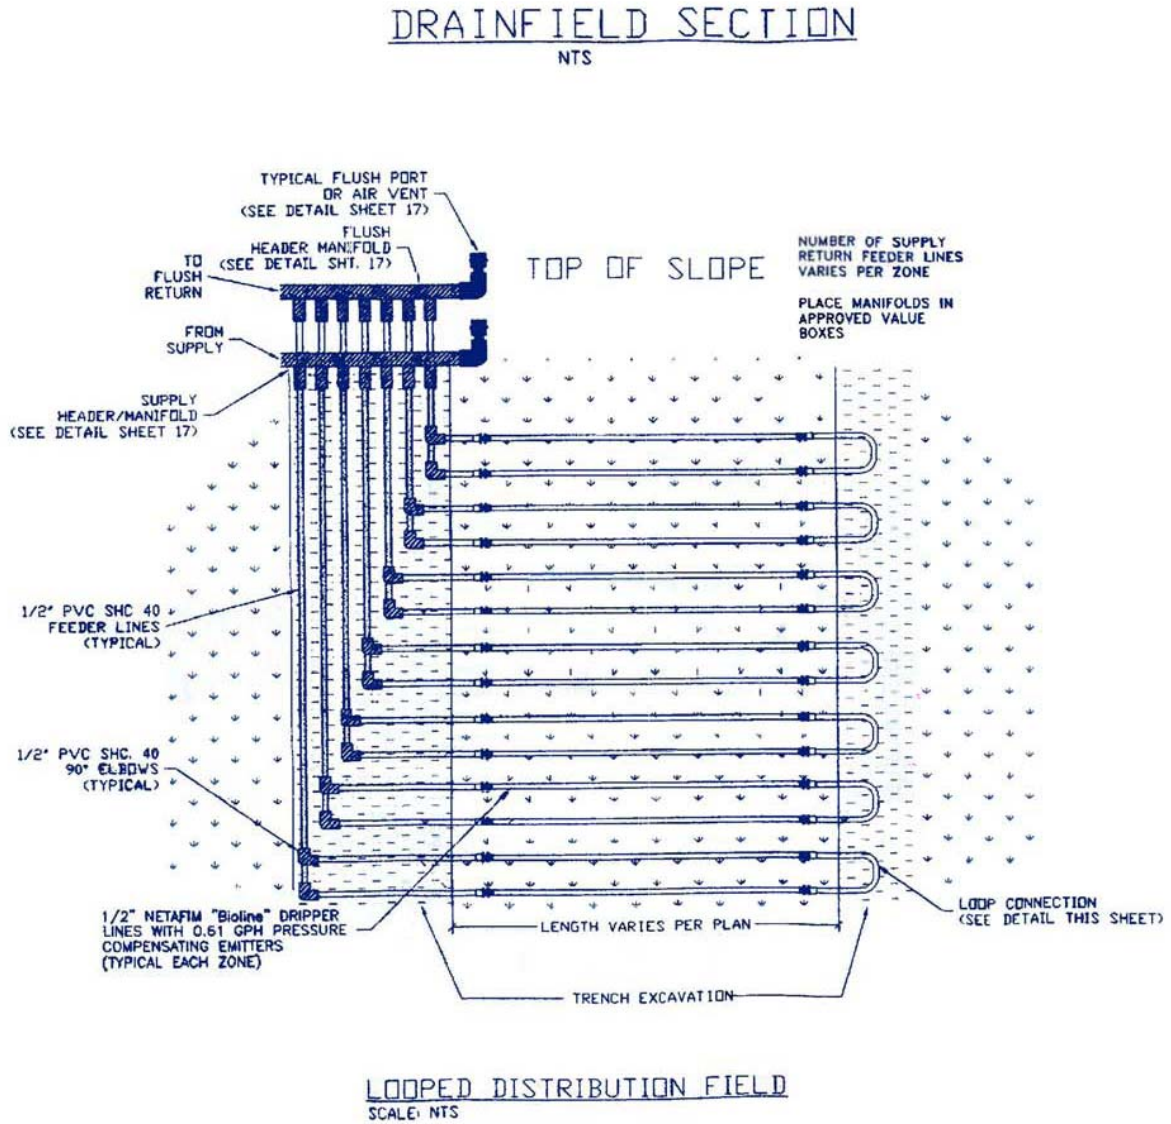 DRAINFIELD SECTION
NTS
TYPICAL FLUSH PORT
OR AIR VENT
(SEE DETAIL SHEET 17)
FLUSH
HEADER MANIFOLD
(SEE DETAIL SHT. 17)
TO
FLUSH
RETURN
FROM
SUPPLY
SUPPLY
HEADER/MANIFOLD
(SEE DETAIL SHEET 17)
TOP OF SLOPE
NUMBER OF SUPPLY
RETURN FEEDER LINES
VARIES PER ZONE
PLACE MANIFOLDS IN
APPROVED VALUE
BOXES
1/2" PVC SHC 40
FEEDER LINES
(TYPICAL)
1/2" PVC SHC. 40
90° ELBOWS
(TYPICAL)
1/2" NETAFIM "Bioline" DRIPPER
LINES WITH 0.61 GPH PRESSURE
COMPENSATING EMITTERS
(TYPICAL EACH ZONE)
LENGTH VARIES PER PLAN
LOOP CONNECTION
(SEE DETAIL THIS SHEET)
TRENCH EXCAVATION
LOOPED DISTRIBUTION FIELD
SCALE: NTS